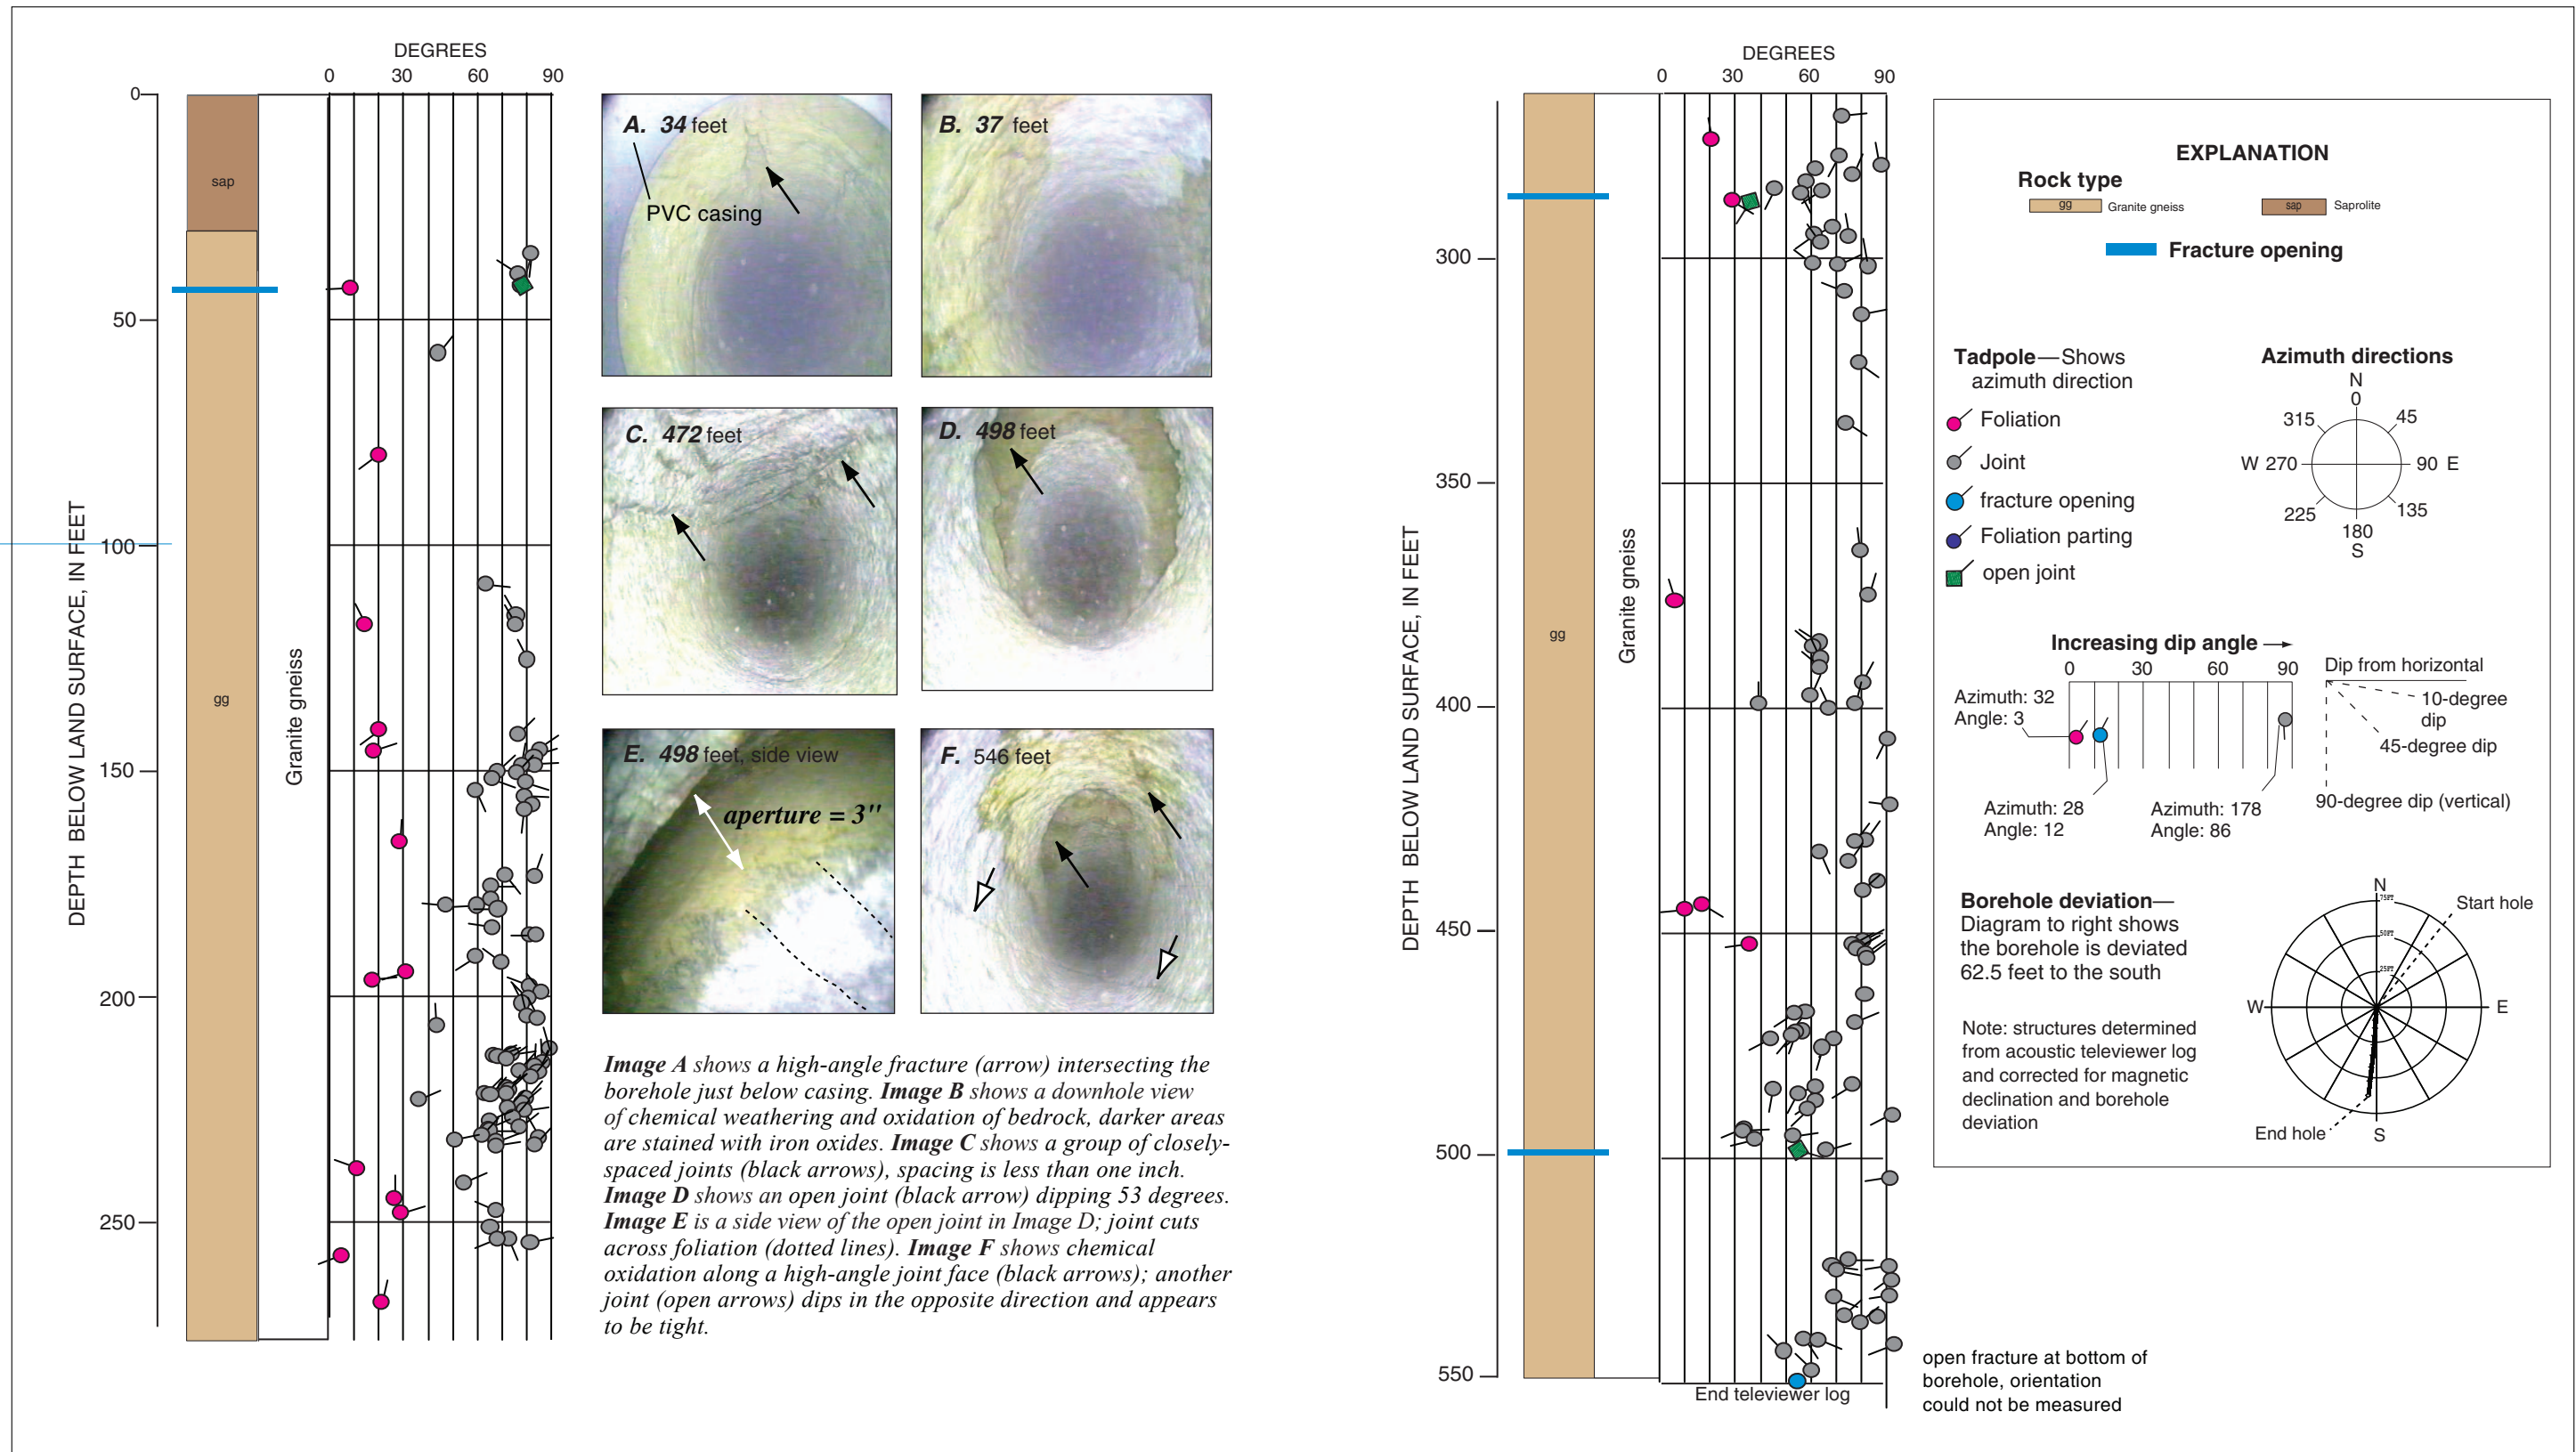 DEGREES
0 30 60 90
DEPTH BELOW LAND SURFACE, IN FEET
0
50
100
150
200
250
sap
gg
Granite gneiss
A. 34 feet
PVC casing
B. 37 feet
C. 472 feet
D. 498 feet
E. 498 feet, side view
aperture = 3"
F. 546 feet
Image A shows a high-angle fracture (arrow) intersecting the
borehole just below casing. Image B shows a downhole view
of chemical weathering and oxidation of bedrock, darker areas
are stained with iron oxides. Image C shows a group of closely-
spaced joints (black arrows), spacing is less than one inch.
Image D shows an open joint (black arrow) dipping 53 degrees.
Image E is a side view of the open joint in Image D; joint cuts
across foliation (dotted lines). Image F shows chemical
oxidation along a high-angle joint face (black arrows); another
joint (open arrows) dips in the opposite direction and appears
to be tight.
DEGREES
0 30 60 90
DEPTH BELOW LAND SURFACE, IN FEET
300
350
400
450
500
550
gg
Granite gneiss
End televiewer log
open fracture at bottom of
borehole, orientation
could not be measured
EXPLANATION
Rock type
gg Granite gneiss
sap Saprolite
Fracture opening
Tadpole—Shows
azimuth direction
Foliation
Joint
fracture opening
Foliation parting
open joint
Azimuth directions
N
0
315 45
W 270 90 E
225 135
180
S
Increasing dip angle
0 30 60 90
Azimuth: 32
Angle: 3
Azimuth: 28
Angle: 12
Azimuth: 178
Angle: 86
Dip from horizontal
10-degree
dip
45-degree dip
90-degree dip (vertical)
Borehole deviation—
Diagram to right shows
the borehole is deviated
62.5 feet to the south
Note: structures determined
from acoustic televiewer log
and corrected for magnetic
declination and borehole
deviation
N
Start hole
75FT
50FT
25FT
W E
End hole
S